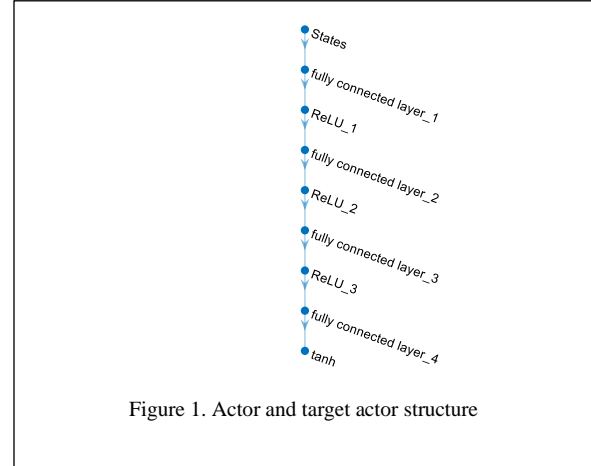 States
fully connected layer_1
ReLU_1
fully connected layer_2
ReLU_2
fully connected layer_3
ReLU_3
fully connected layer_4
tanh
Figure 1. Actor and target actor structure